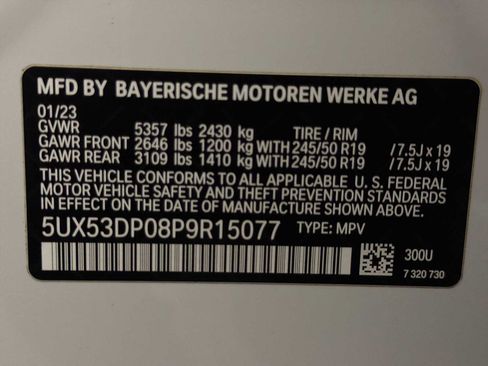 MFD BY BAYERISCHE MOTOREN WERKE AG
01/23
GVWR 5357 lbs 2430 kg TIRE / RIM
GAWR FRONT 2646 lbs 1200 kg WITH 245/50 R19 /7.5J x 19
GAWR REAR 3109 lbs 1410 kg WITH 245/50 R19 /7.5J x 19
THIS VEHICLE CONFORMS TO ALL APPLICABLE U.S. FEDERAL
MOTOR VEHICLE SAFETY AND THEFT PREVENTION STANDARDS
IN EFFECT ON THE DATE OF MANUFACTURE SHOWN ABOVE.
5UX53DP08P9R15077 TYPE: MPV
300U
7 320 730